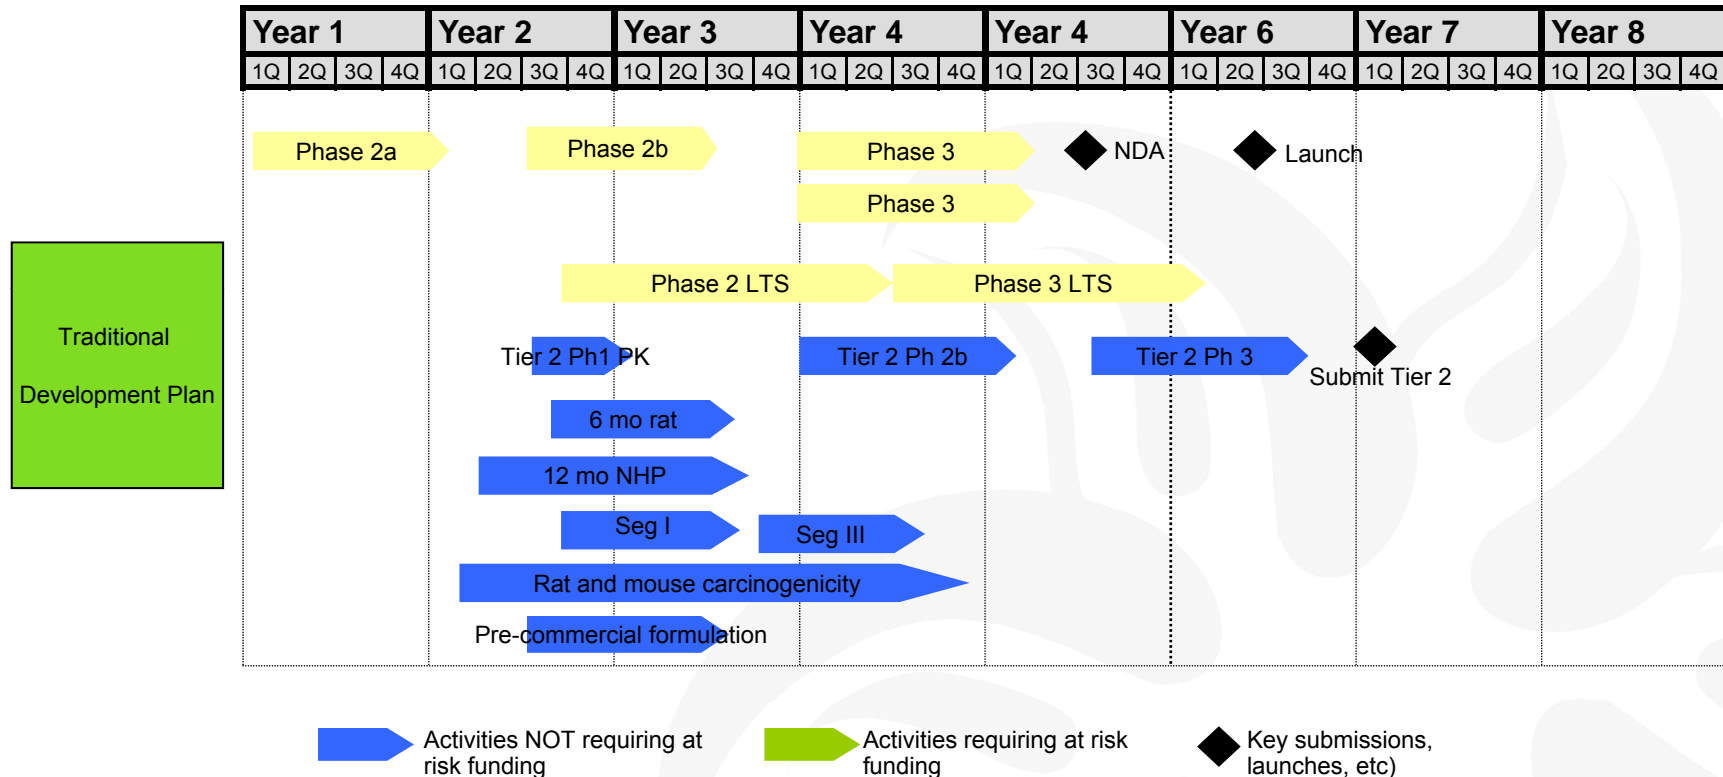 Year 1 Year 2 Year 3 Year 4 Year 4 Year 6 Year 7 Year 8
1Q 2Q 3Q 4Q 1Q 2Q 3Q 4Q 1Q 2Q 3Q 4Q 1Q 2Q 3Q 4Q 1Q 2Q 3Q 4Q 1Q 2Q 3Q 4Q 1Q 2Q 3Q 4Q 1Q 2Q 3Q 4Q
Phase 2a Phase 2b Phase 3 NDA Launch
Phase 3
Phase 2 LTS Phase 3 LTS
Traditional
Development Plan
Tier 2 Ph1 PK Tier 2 Ph 2b Tier 2 Ph 3
Submit Tier 2
6 mo rat
12 mo NHP
Seg I Seg III
Rat and mouse carcinogenicity
Pre-commercial formulation
Activities NOT requiring at
risk funding
Activities requiring at risk
funding
Key submissions,
launches, etc)